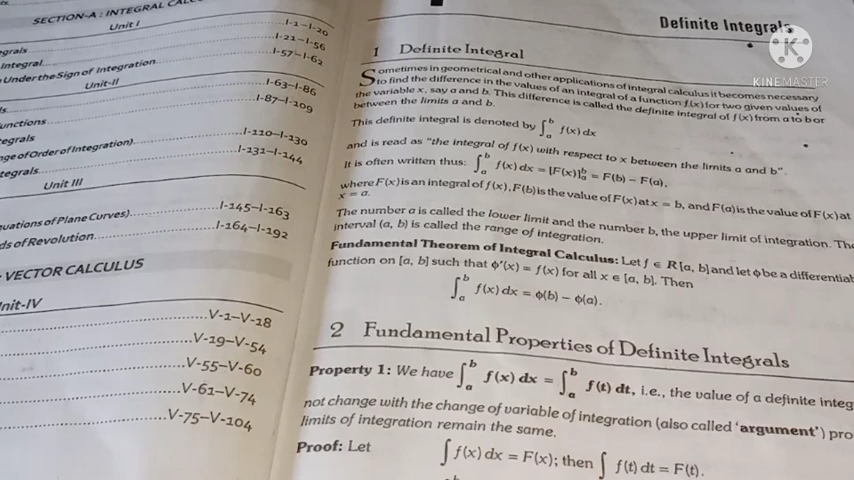 SECTION-A : INTEGRAL CALCU
Unit I
I-1–I-20
egrals
I-21–I-56
Integral
I-57–I-62
Under the Sign of Integration
Unit-II
I-63–I-86
ls
I-87–I-109
unctions
egrals
I-110–I-130
nge of Order of Integration)
I-131–I-144
tegrals
Unit III
I-145–I-163
quations of Plane Curves)
I-164–I-192
ds of Revolution
- VECTOR CALCULUS
nit-IV
V-1–V-18
V-19–V-54
V-55–V-60
V-61–V-74
V-75–V-104
Definite Integrals
K
KINEMASTER
1 Definite Integral
Sometimes in geometrical and other applications of integral calculus it becomes necessary
to find the difference in the values of an integral of a function f(x) for two given values of
the variable x, say a and b. This difference is called the definite integral of f(x) from a to b or
between the limits a and b.
This definite integral is denoted by ∫_a^b f(x) dx
and is read as "the integral of f(x) with respect to x between the limits a and b".
It is often written thus: ∫_a^b f(x) dx = [F(x)]_a^b = F(b) – F(a),
where F(x) is an integral of f(x), F(b) is the value of F(x) at x = b, and F(a) is the value of F(x) at
x = a.
The number a is called the lower limit and the number b, the upper limit of integration. The
interval (a, b) is called the range of integration.
Fundamental Theorem of Integral Calculus: Let f ∈ R[a, b] and let ϕ be a differentiab
function on [a, b] such that ϕ'(x) = f(x) for all x ∈ [a, b]. Then
∫_a^b f(x) dx = ϕ(b) – ϕ(a).
2 Fundamental Properties of Definite Integrals
Property 1: We have ∫_a^b f(x) dx = ∫_a^b f(t) dt, i.e., the value of a definite integ
not change with the change of variable of integration (also called 'argument') pro
limits of integration remain the same.
Proof: Let ∫ f(x) dx = F(x); then ∫ f(t) dt = F(t).